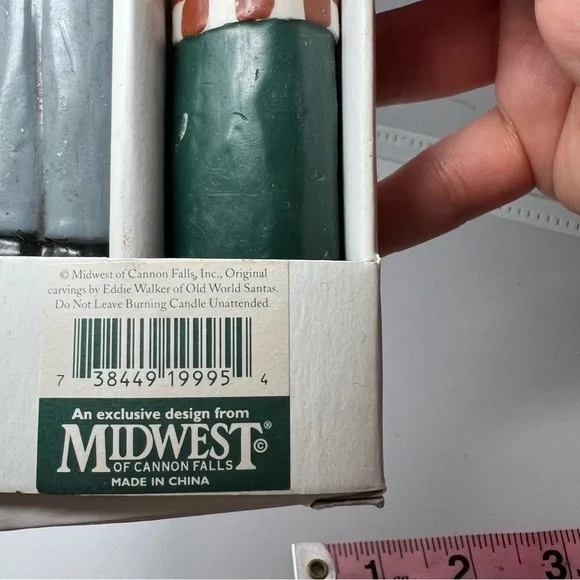 © Midwest of Cannon Falls, Inc., Original
carvings by Eddie Walker of Old World Santas.
Do Not Leave Burning Candle Unattended.
7 38449 19995 4
An exclusive design from
MIDWEST®©
OF CANNON FALLS
MADE IN CHINA
1 2 3